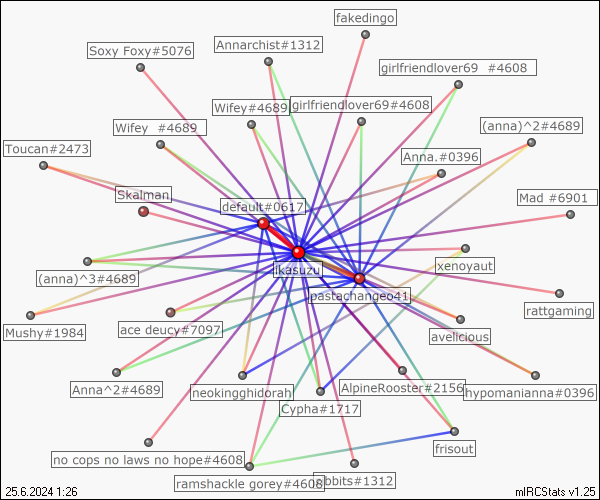 fakedingo
Soxy Foxy#5076
Annarchist#1312
girlfriendlover69 #4608
Wifey#4689
girlfriendlover69#4608
Wifey #4689
(anna)^2#4689
Toucan#2473
Anna.#0396
Skalman
Mad #6901
default#0617
ikasuzu
xenoyaut
(anna)^3#4689
pastachangeo41
rattgaming
Mushy#1984
ace deucy#7097
avelicious
Anna^2#4689
neokingghidorah
AlpineRooster#2156
hypomanianna#0396
Cypha#1717
frisout
no cops no laws no hope#4608
ramshackle gorey#4608
bbits#1312
25.6.2024 1:26
mIRCStats v1.25